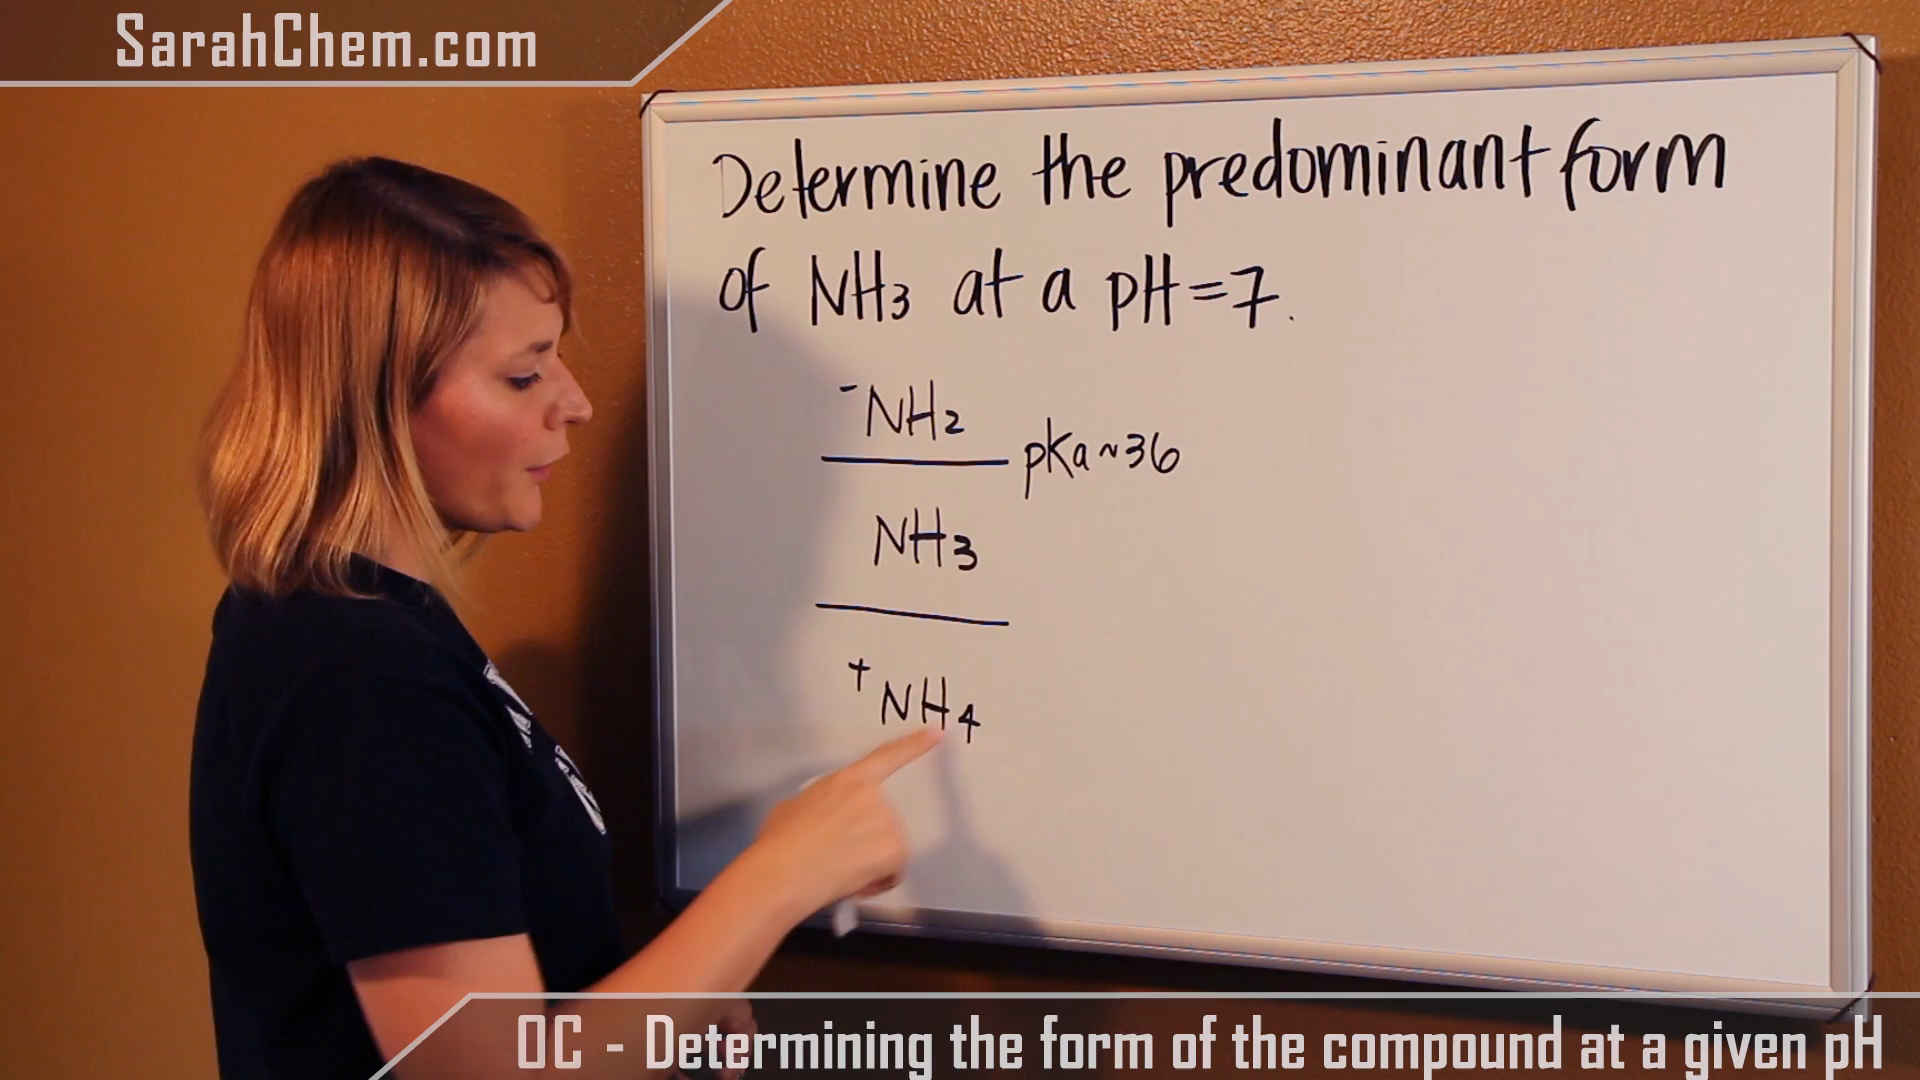 SarahChem.com
Determine the predominant form
of NH3 at a pH=7.
-NH2
pKa~36
NH3
+NH4
OC - Determining the form of the compound at a given pH